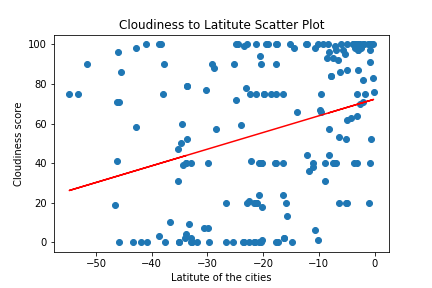 Cloudiness to Latitute Scatter Plot
Cloudiness score
100
80
60
40
20
0
−50 −40 −30 −20 −10 0
Latitute of the cities